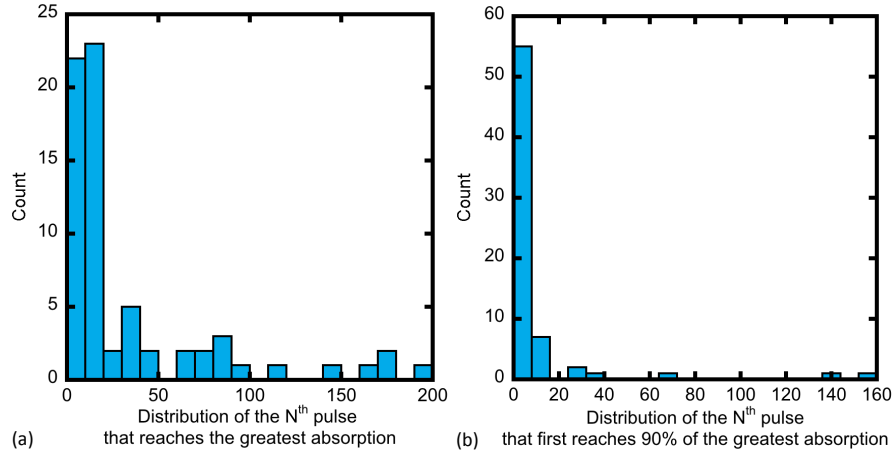 25
20
15
10
5
0
Count
0 50 100 150 200
Distribution of the Nth pulse
(a) that reaches the greatest absorption
60
50
40
30
20
10
0
Count
0 20 40 60 80 100 120 140 160
Distribution of the Nth pulse
(b) that first reaches 90% of the greatest absorption